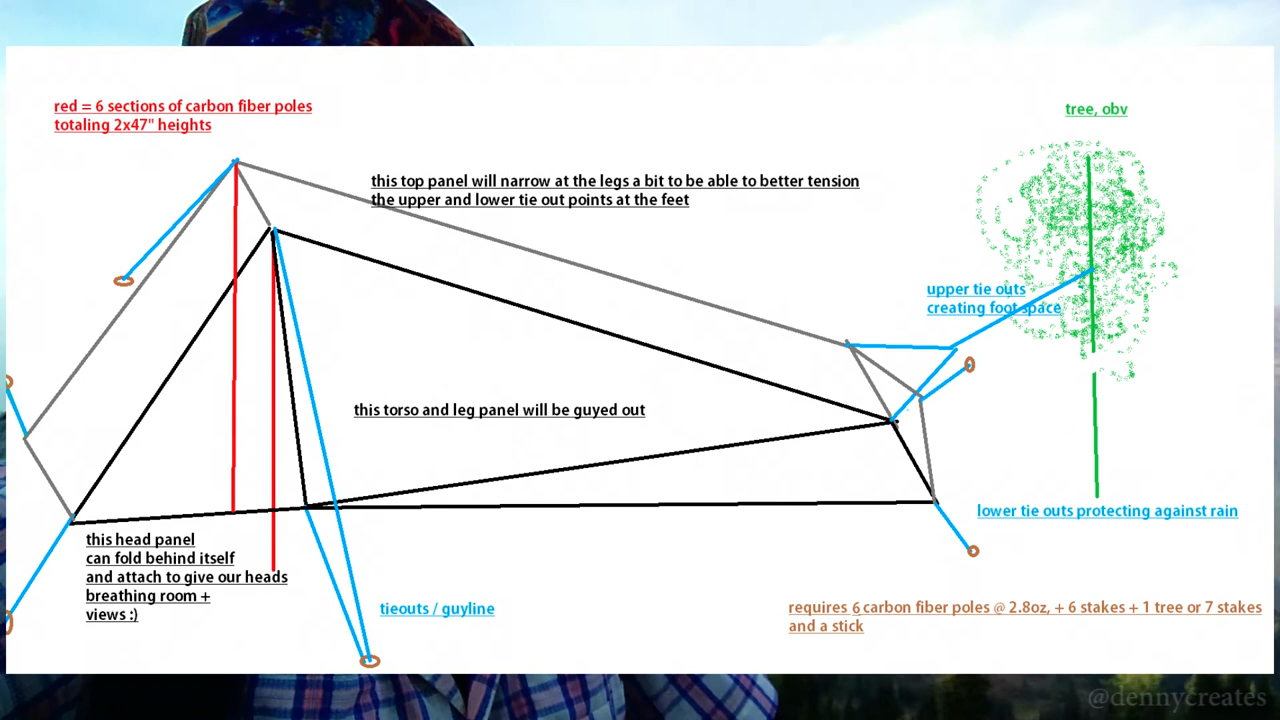 red = 6 sections of carbon fiber poles
totaling 2x47" heights
tree, obv
this top panel will narrow at the legs a bit to be able to better tension
the upper and lower tie out points at the feet
upper tie outs
creating foot space
this torso and leg panel will be guyed out
lower tie outs protecting against rain
this head panel
can fold behind itself
and attach to give our heads
breathing room +
views :)
tieouts / guyline
requires 6 carbon fiber poles @ 2.8oz, + 6 stakes + 1 tree or 7 stakes
and a stick
@dennycreates